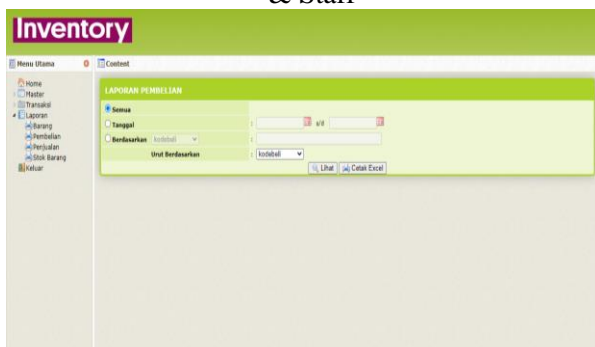 & Staff
Inventory
Menu Utama
Content
Home
Master
Transaksi
Laporan
Barang
Pembelian
Penjualan
Stok Barang
Keluar
LAPORAN PEMBELIAN
Semua
Tanggal : s/d
Berdasarkan kodebeli :
Urut Berdasarkan : kodebeli
Lihat Cetak Excel